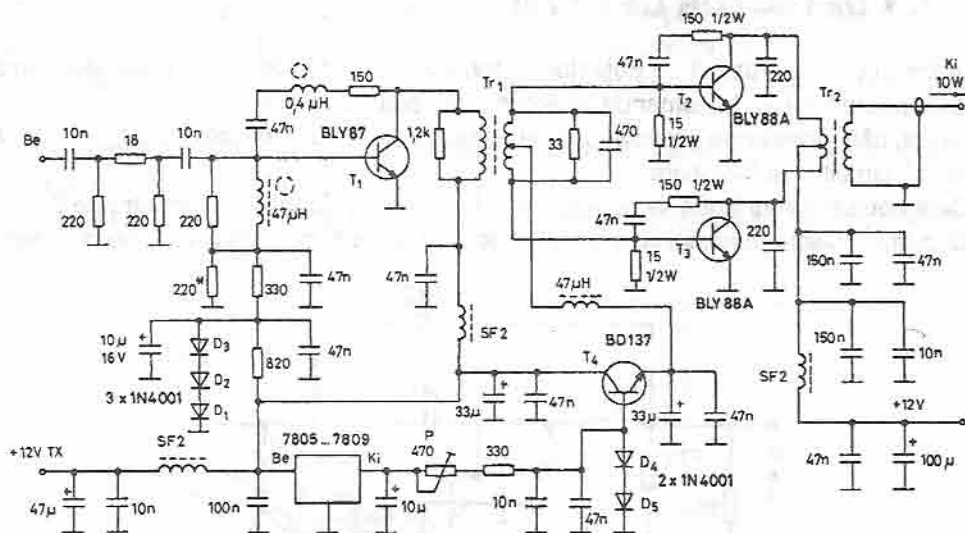 150 1/2W
47n
220
Ki
10W
T2
BLY88A
Tr1
Tr2
0,4 µH
150
47n
BLY87
T1
1,2k
33
470
15
1/2W
Be
10n
18
10n
220
220
220
47µH
150 1/2W
47n
T3
220
15
1/2W
BLY88A
150n
47n
220*
330
47n
47n
47µH
SF2
BD137
T4
150n
10n
SF2
10µ
16V
D3
D2
D1
820
47n
3 x 1N4001
33µ
47n
33µ
47n
+12V
47n
100µ
SF2
+12V TX
7805...7809
Be
Ki
P
470
330
D4
D5
2 x 1N4001
47µ
10n
100n
10µ
10n
47n